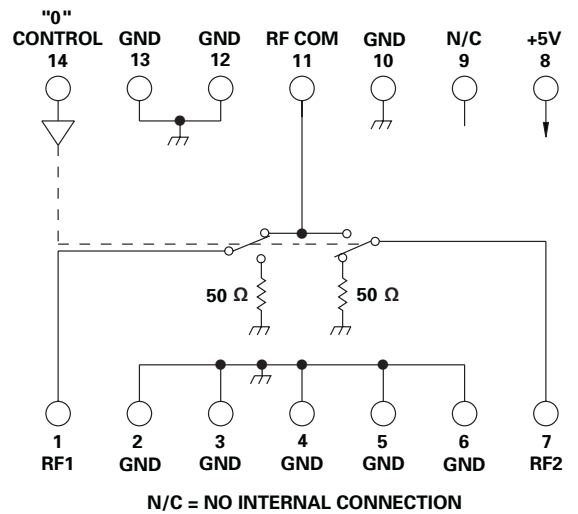 "0"
CONTROL GND GND RF COM GND N/C +5V
14 13 12 11 10 9 8
50 Ω 50 Ω
1 2 3 4 5 6 7
RF1 GND GND GND GND GND RF2
N/C = NO INTERNAL CONNECTION